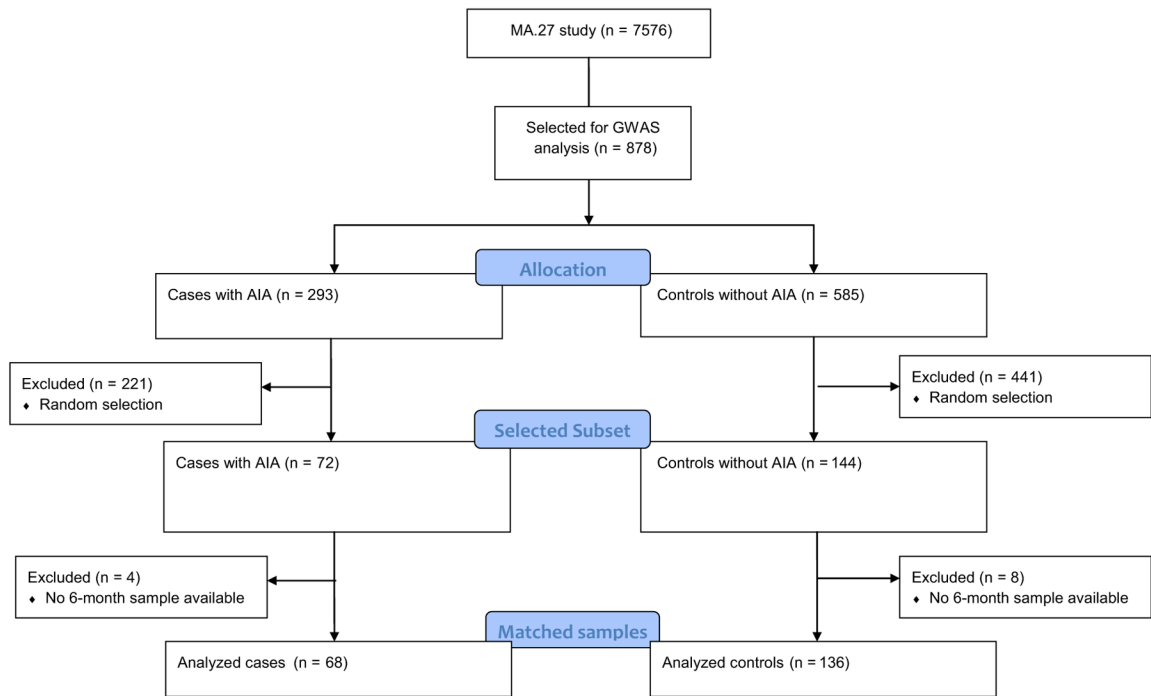 MA.27 study (n = 7576)
Selected for GWAS
analysis (n = 878)
Allocation
Cases with AIA (n = 293)
Controls without AIA (n = 585)
Excluded (n = 221)
♦ Random selection
Excluded (n = 441)
♦ Random selection
Selected Subset
Cases with AIA (n = 72)
Controls without AIA (n = 144)
Excluded (n = 4)
♦ No 6-month sample available
Excluded (n = 8)
♦ No 6-month sample available
Matched samples
Analyzed cases (n = 68)
Analyzed controls (n = 136)